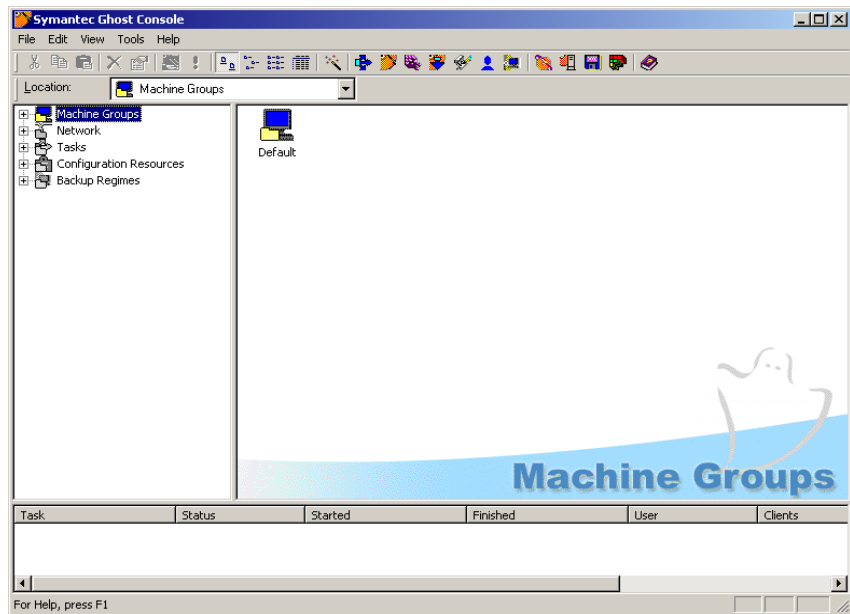 Symantec Ghost Console
File Edit View Tools Help
Location: Machine Groups
Machine Groups
Network
Tasks
Configuration Resources
Backup Regimes
Default
Machine Groups
Task Status Started Finished User Clients
For Help, press F1